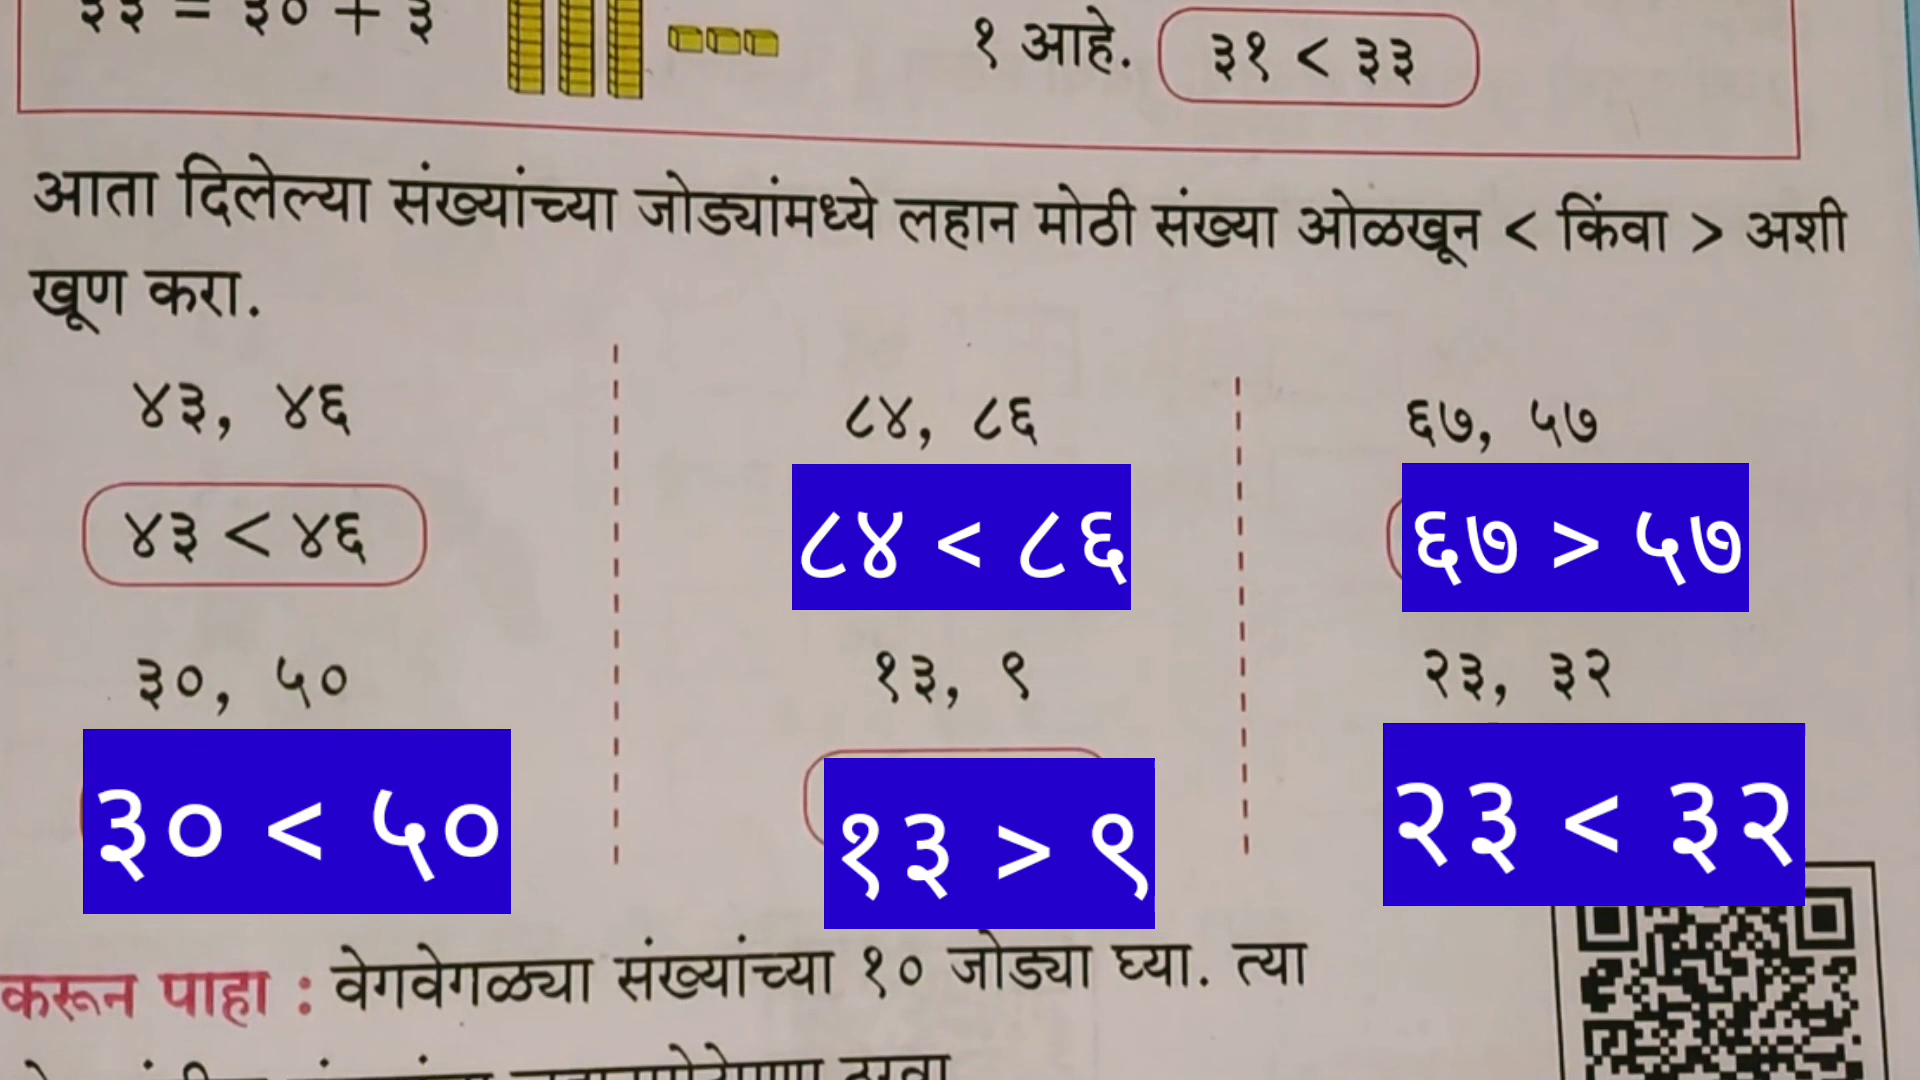 ३३ = ३० + ३
१ आहे. ३१ < ३३
आता दिलेल्या संख्यांच्या जोड्यांमध्ये लहान मोठी संख्या ओळखून < किंवा > अशी
खूण करा.
४३, ४६ ८४, ८६ ६७, ५७
४३ < ४६ ८४ < ८६ ६७ > ५७
३०, ५० १३, ९ २३, ३२
३० < ५० १३ > ९ २३ < ३२
करून पाहा : वेगवेगळ्या संख्यांच्या १० जोड्या घ्या. त्या